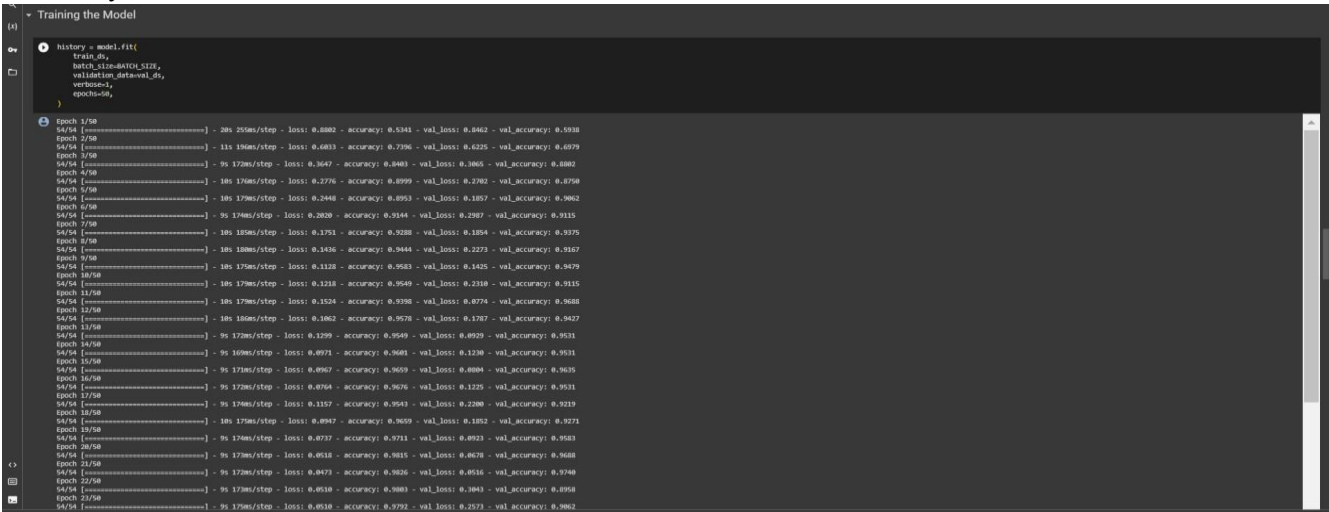 Training the Model
{x}
history = model.fit(
train_ds,
batch_size=BATCH_SIZE,
validation_data=val_ds,
verbose=1,
epochs=50,
)
Epoch 1/50
54/54 [==============================] - 20s 255ms/step - loss: 0.8802 - accuracy: 0.5341 - val_loss: 0.8462 - val_accuracy: 0.5938
Epoch 2/50
54/54 [==============================] - 11s 196ms/step - loss: 0.6033 - accuracy: 0.7396 - val_loss: 0.6225 - val_accuracy: 0.6979
Epoch 3/50
54/54 [==============================] - 9s 172ms/step - loss: 0.3647 - accuracy: 0.8403 - val_loss: 0.3065 - val_accuracy: 0.8802
Epoch 4/50
54/54 [==============================] - 10s 176ms/step - loss: 0.2776 - accuracy: 0.8999 - val_loss: 0.2702 - val_accuracy: 0.8750
Epoch 5/50
54/54 [==============================] - 10s 179ms/step - loss: 0.2448 - accuracy: 0.8953 - val_loss: 0.1857 - val_accuracy: 0.9062
Epoch 6/50
54/54 [==============================] - 9s 174ms/step - loss: 0.2020 - accuracy: 0.9144 - val_loss: 0.2987 - val_accuracy: 0.9115
Epoch 7/50
54/54 [==============================] - 10s 185ms/step - loss: 0.1751 - accuracy: 0.9288 - val_loss: 0.1854 - val_accuracy: 0.9375
Epoch 8/50
54/54 [==============================] - 10s 180ms/step - loss: 0.1436 - accuracy: 0.9444 - val_loss: 0.2273 - val_accuracy: 0.9167
Epoch 9/50
54/54 [==============================] - 10s 175ms/step - loss: 0.1128 - accuracy: 0.9583 - val_loss: 0.1425 - val_accuracy: 0.9479
Epoch 10/50
54/54 [==============================] - 10s 179ms/step - loss: 0.1218 - accuracy: 0.9549 - val_loss: 0.2310 - val_accuracy: 0.9115
Epoch 11/50
54/54 [==============================] - 10s 179ms/step - loss: 0.1524 - accuracy: 0.9398 - val_loss: 0.0774 - val_accuracy: 0.9688
Epoch 12/50
54/54 [==============================] - 10s 186ms/step - loss: 0.1062 - accuracy: 0.9578 - val_loss: 0.1787 - val_accuracy: 0.9427
Epoch 13/50
54/54 [==============================] - 9s 172ms/step - loss: 0.1299 - accuracy: 0.9549 - val_loss: 0.0929 - val_accuracy: 0.9531
Epoch 14/50
54/54 [==============================] - 9s 169ms/step - loss: 0.0971 - accuracy: 0.9601 - val_loss: 0.1230 - val_accuracy: 0.9531
Epoch 15/50
54/54 [==============================] - 9s 171ms/step - loss: 0.0967 - accuracy: 0.9659 - val_loss: 0.0804 - val_accuracy: 0.9635
Epoch 16/50
54/54 [==============================] - 9s 172ms/step - loss: 0.0764 - accuracy: 0.9676 - val_loss: 0.1225 - val_accuracy: 0.9531
Epoch 17/50
54/54 [==============================] - 9s 174ms/step - loss: 0.1157 - accuracy: 0.9543 - val_loss: 0.2200 - val_accuracy: 0.9219
Epoch 18/50
54/54 [==============================] - 10s 175ms/step - loss: 0.0947 - accuracy: 0.9659 - val_loss: 0.1852 - val_accuracy: 0.9271
Epoch 19/50
54/54 [==============================] - 9s 174ms/step - loss: 0.0737 - accuracy: 0.9711 - val_loss: 0.0923 - val_accuracy: 0.9583
Epoch 20/50
54/54 [==============================] - 9s 173ms/step - loss: 0.0518 - accuracy: 0.9815 - val_loss: 0.0678 - val_accuracy: 0.9688
Epoch 21/50
54/54 [==============================] - 9s 172ms/step - loss: 0.0473 - accuracy: 0.9826 - val_loss: 0.0516 - val_accuracy: 0.9740
Epoch 22/50
54/54 [==============================] - 9s 173ms/step - loss: 0.0510 - accuracy: 0.9803 - val_loss: 0.3043 - val_accuracy: 0.8958
Epoch 23/50
54/54 [==============================] - 9s 175ms/step - loss: 0.0510 - accuracy: 0.9792 - val_loss: 0.2573 - val_accuracy: 0.9062